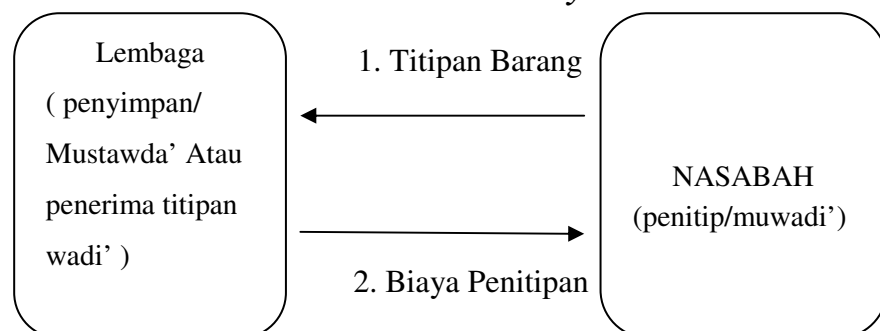 Lembaga
( penyimpan/
Mustawda’ Atau
penerima titipan
wadi’ )
1. Titipan Barang
2. Biaya Penitipan
NASABAH
(penitip/muwadi’)